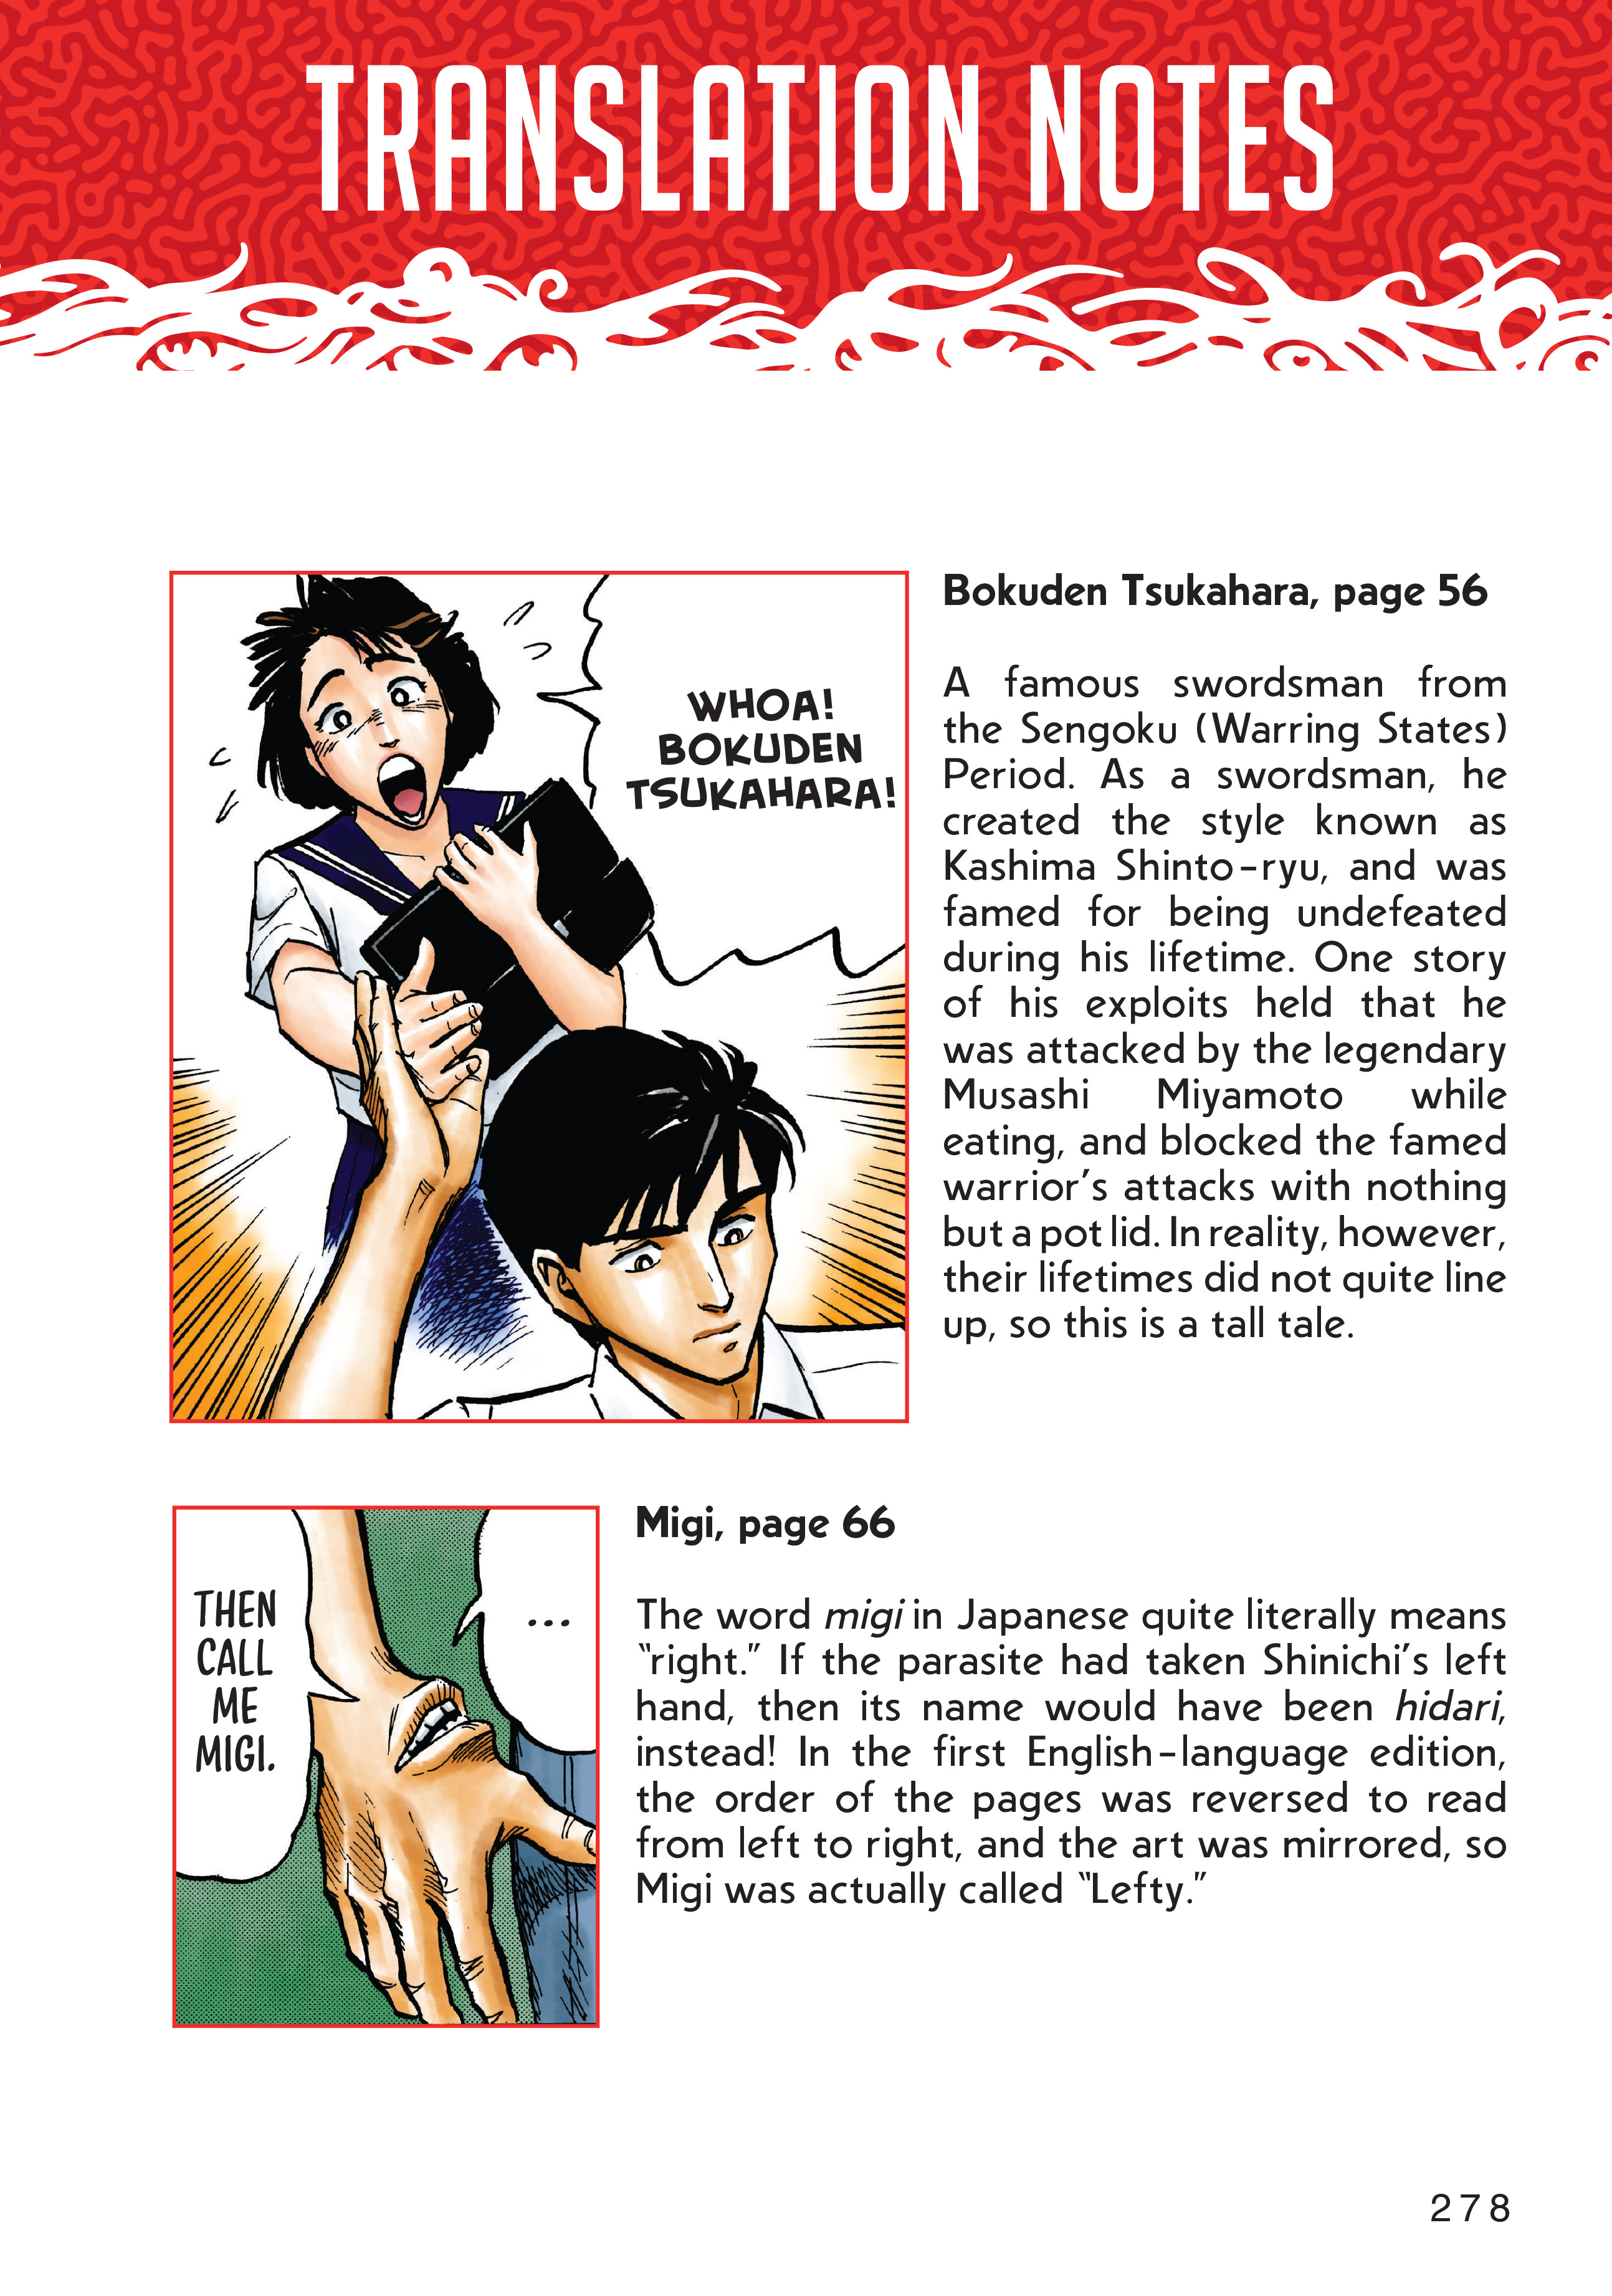 TRANSLATION NOTES
WHOA!
BOKUDEN
TSUKAHARA!
Bokuden Tsukahara, page 56
A famous swordsman from
the Sengoku (Warring States)
Period. As a swordsman, he
created the style known as
Kashima Shinto-ryu, and was
famed for being undefeated
during his lifetime. One story
of his exploits held that he
was attacked by the legendary
Musashi Miyamoto while
eating, and blocked the famed
warrior's attacks with nothing
but a pot lid. In reality, however,
their lifetimes did not quite line
up, so this is a tall tale.
...
THEN
CALL
ME
MIGI.
Migi, page 66
The word migi in Japanese quite literally means
“right.” If the parasite had taken Shinichi's left
hand, then its name would have been hidari,
instead! In the first English-language edition,
the order of the pages was reversed to read
from left to right, and the art was mirrored, so
Migi was actually called “Lefty.”
278